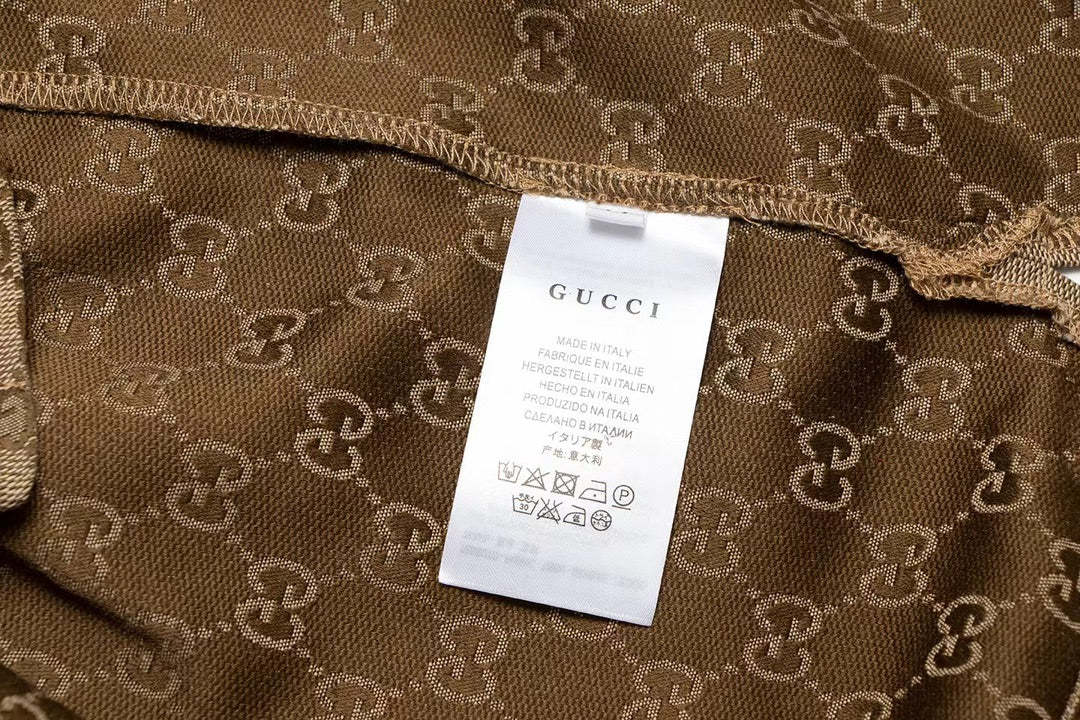 GUCCI
MADE IN ITALY
FABRIQUE EN ITALIE
HERGESTELLT IN ITALIEN
HECHO EN ITALIA
PRODUZIDO NA ITALIA
СДЕЛАНО В ИТАЛИИ
イタリア製
产地:意大利
P
30